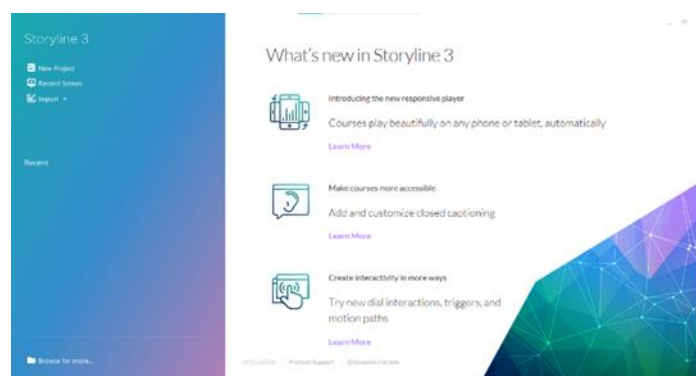 Storyline 3
New Project
Record Screen
Import
Recent
Browse for more...
What's new in Storyline 3
Introducing the new responsive player
Courses play beautifully on any phone or tablet, automatically
Learn More
Make courses more accessible
Add and customize closed captioning
Learn More
Create interactivity in more ways
Try new dial interactions, triggers, and
motion paths
Learn More
Product Support
Discussion Forums